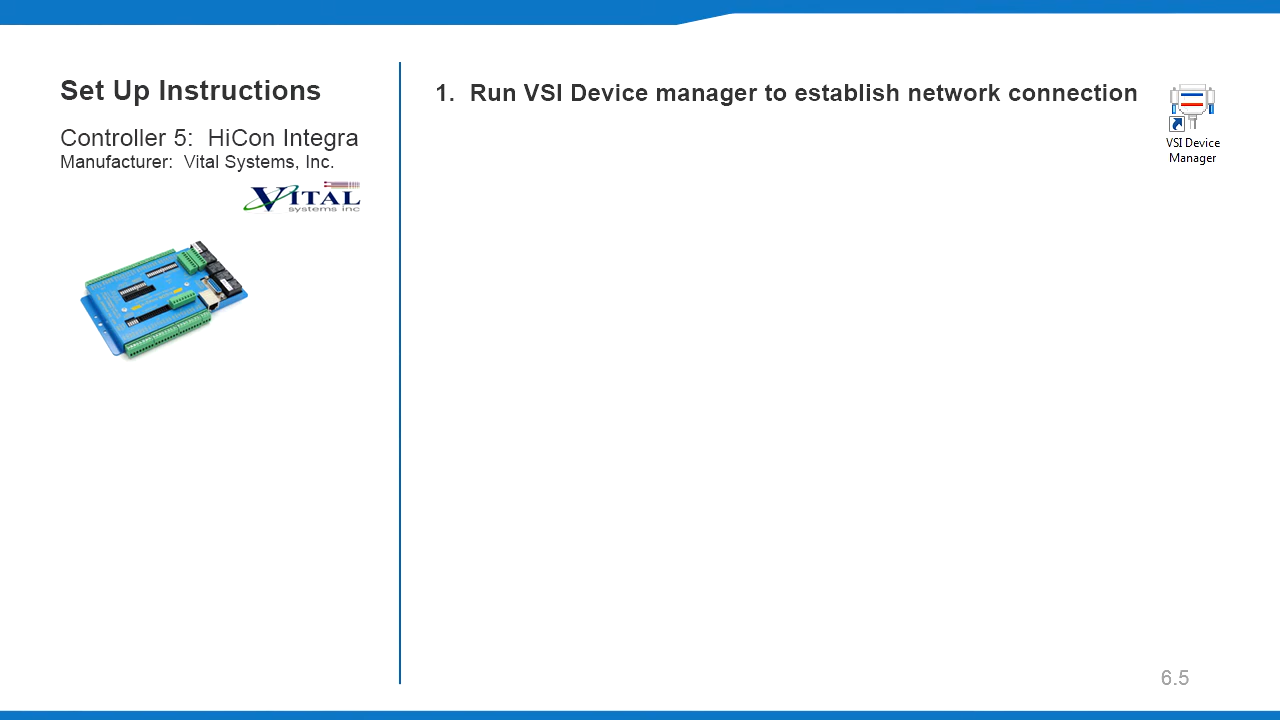 Set Up Instructions
Controller 5: HiCon Integra
Manufacturer: Vital Systems, Inc.
VITAL
systems inc
1. Run VSI Device manager to establish network connection
VSI Device
Manager
6.5